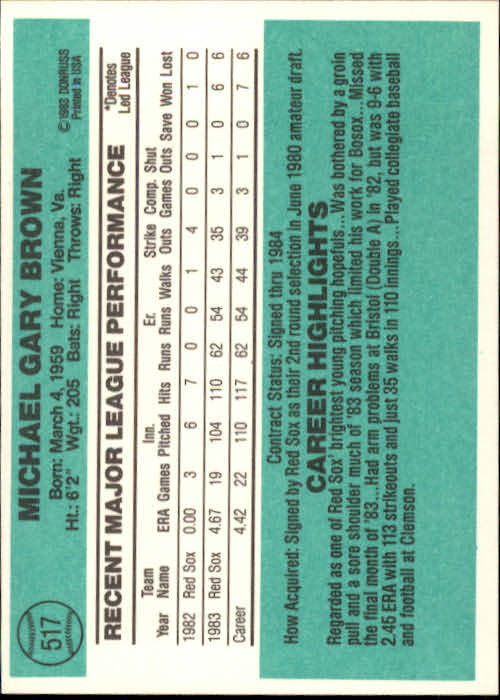 517
MICHAEL GARY BROWN
Born: March 4, 1959 Home: Vienna, Va.
Ht.: 6'2" Wgt.: 205 Bats: Right Throws: Right
©1983 DONRUSS
Printed in USA
RECENT MAJOR LEAGUE PERFORMANCE
*Denotes
Led League
Team Inn. Er. Strike Comp. Shut
Year Name ERA Games Pitched Hits Runs Runs Walks Outs Games Outs Save Won Lost
1982 Red Sox 0.00 3 6 7 0 0 1 4 0 0 0 1 0
1983 Red Sox 4.67 19 104 110 62 54 43 35 3 1 0 6 6
Career 4.42 22 110 117 62 54 44 39 3 1 0 7 6
Contract Status: Signed thru 1984
How Acquired: Signed by Red Sox as their 2nd round selection in June 1980 amateur draft.
CAREER HIGHLIGHTS
Regarded as one of Red Sox' brightest young pitching hopefuls... Was bothered by a groin
pull and a sore shoulder much of '83 season which limited his work for Bosox... Missed
the final month of '83... Had arm problems at Bristol (Double A) in '82, but was 9-6 with
2.45 ERA with 113 strikeouts and just 35 walks in 110 innings... Played collegiate baseball
and football at Clemson.